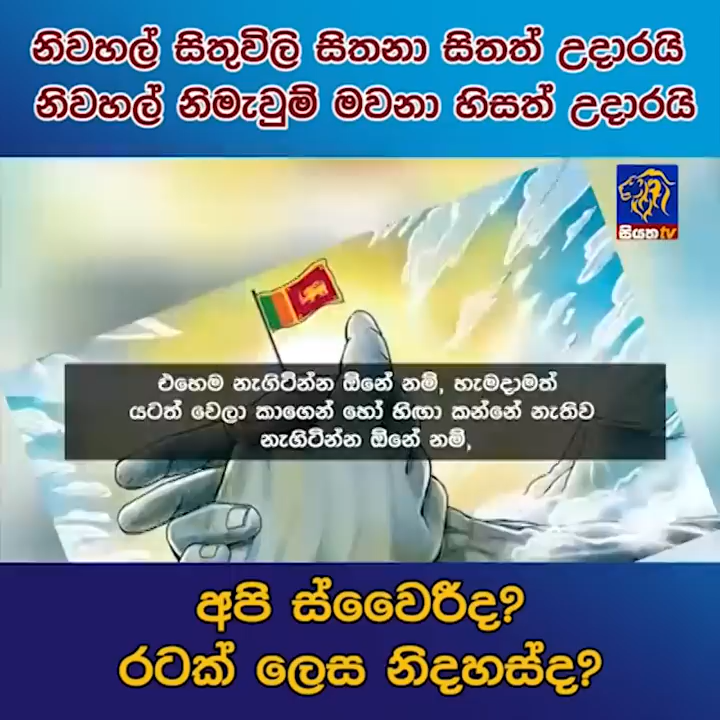 නිවහල් සිතුවිලි සිතනා සිතත් උදාරයි
නිවහල් නිමැවුම් මවනා හිසත් උදාරයි
සියත tv
එහෙම නැගිටින්න ඕනේ නම්, හැමදාමත්
යටත් වෙලා කාගෙන් හෝ හිඟා කන්නේ නැතිව
නැගිටින්න ඕනේ නම්,
අපි ස්වෛරීද?
රටක් ලෙස නිදහස්ද?